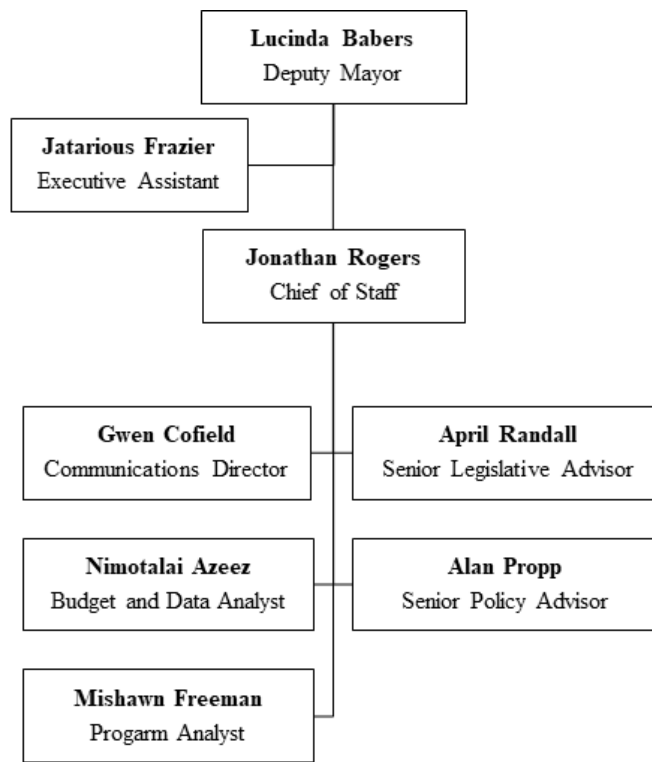 Lucinda Babers
Deputy Mayor
Jatarious Frazier
Executive Assistant
Jonathan Rogers
Chief of Staff
Gwen Cofield
Communications Director
April Randall
Senior Legislative Advisor
Nimotalai Azeez
Budget and Data Analyst
Alan Propp
Senior Policy Advisor
Mishawn Freeman
Progarm Analyst